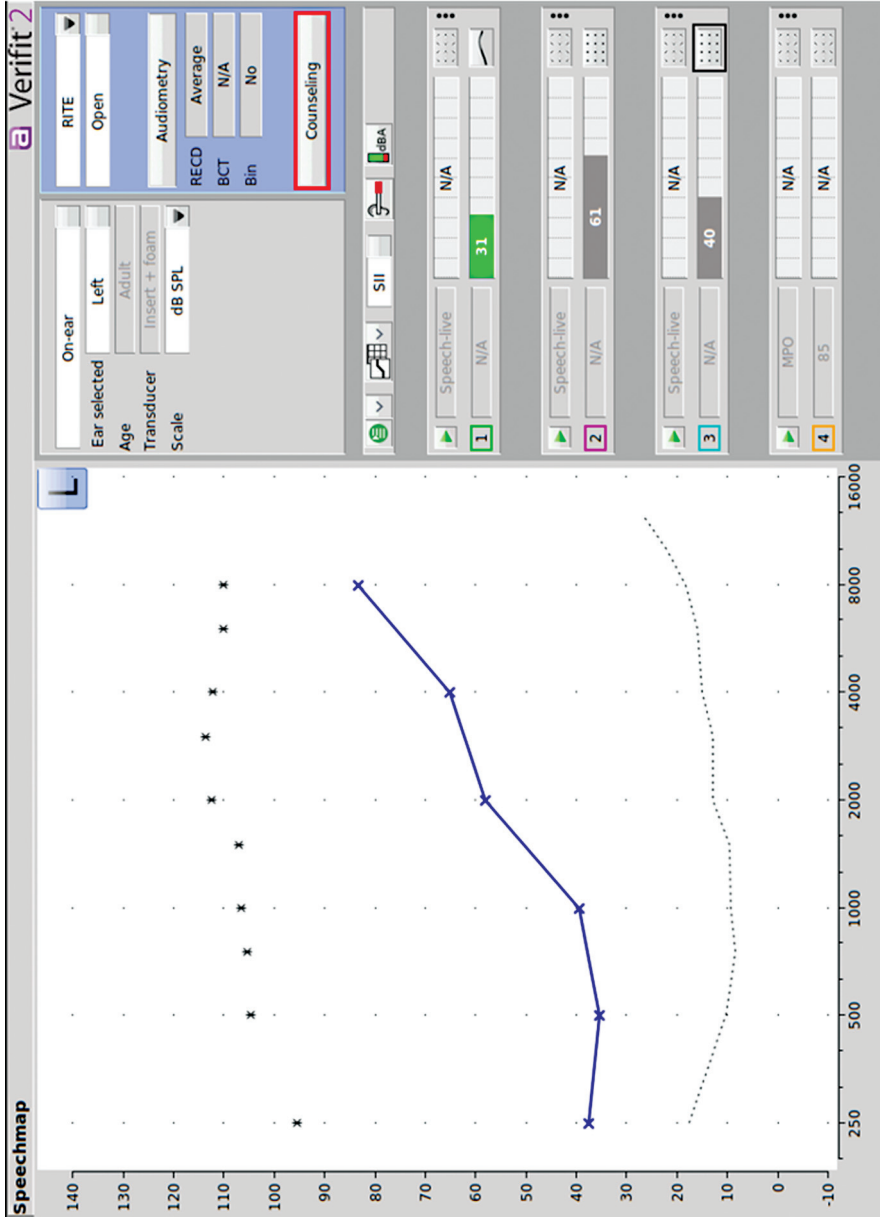 Speechmap
Verifit 2
L
140
130
120
110
100
90
80
70
60
50
40
30
20
10
0
-10
250
500
1000
2000
4000
8000
16000
On-ear
Ear selected Left
Age Adult
Transducer Insert + foam
Scale dB SPL
RITE
Open
Audiometry
RECD Average
BCT N/A
Bin No
Counseling
SII
dBA
Speech-live N/A
1 N/A 31
Speech-live N/A
2 N/A 61
Speech-live N/A
3 N/A 40
MPO N/A
4 85 N/A